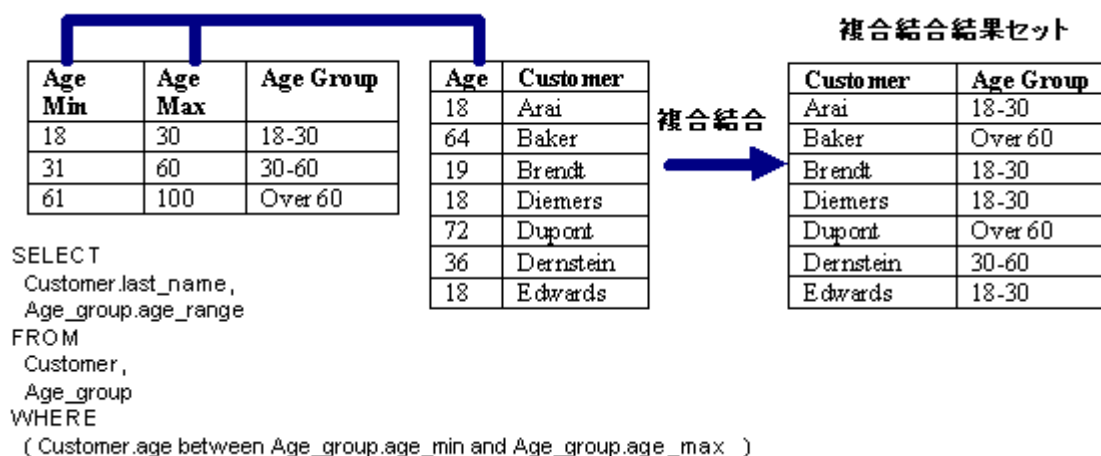 複合結合結果セット
Age Min Age Max Age Group
18 30 18-30
31 60 30-60
61 100 Over 60
Age Customer
18 Arai
64 Baker
19 Brendt
18 Diemers
72 Dupont
36 Dernstein
18 Edwards
複合結合
Customer Age Group
Arai 18-30
Baker Over 60
Brendt 18-30
Diemers 18-30
Dupont Over 60
Dernstein 30-60
Edwards 18-30
SELECT
Customer.last_name,
Age_group.age_range
FROM
Customer,
Age_group
WHERE
( Customer.age between Age_group.age_min and Age_group.age_max )